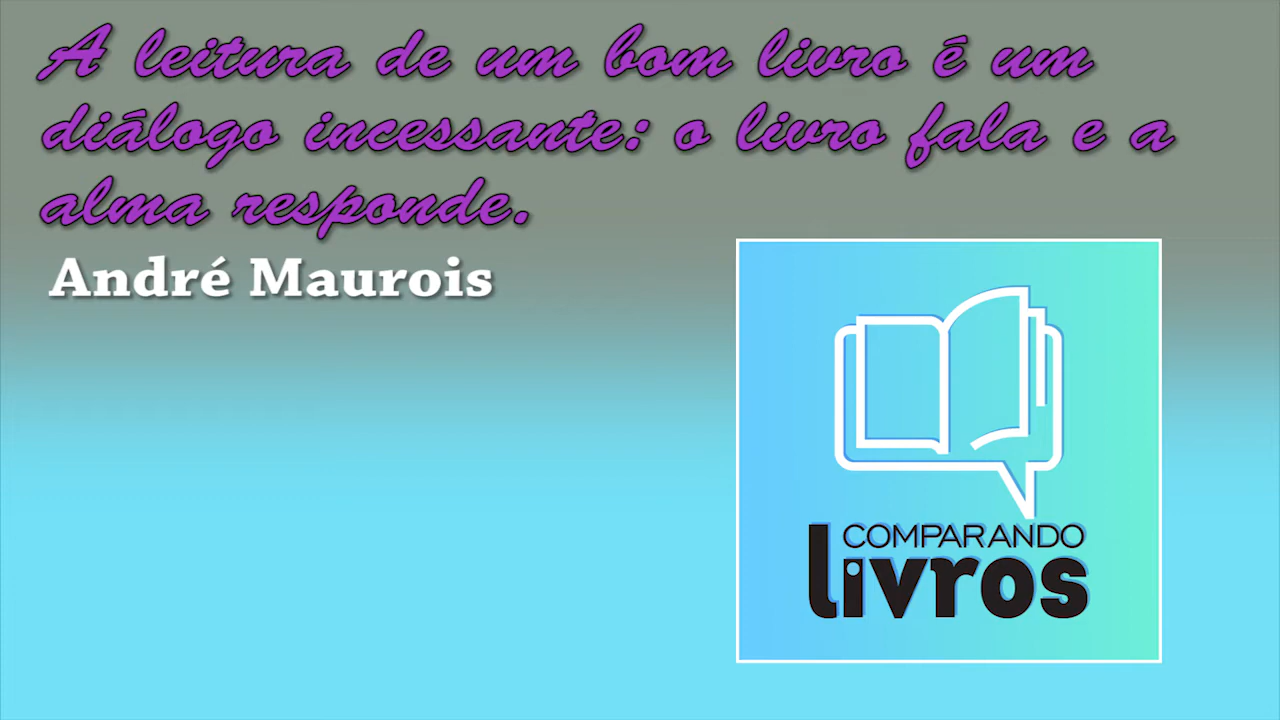 A leitura de um bom livro é um
diálogo incessante: o livro fala e a
alma responde.
André Maurois
COMPARANDO
livros